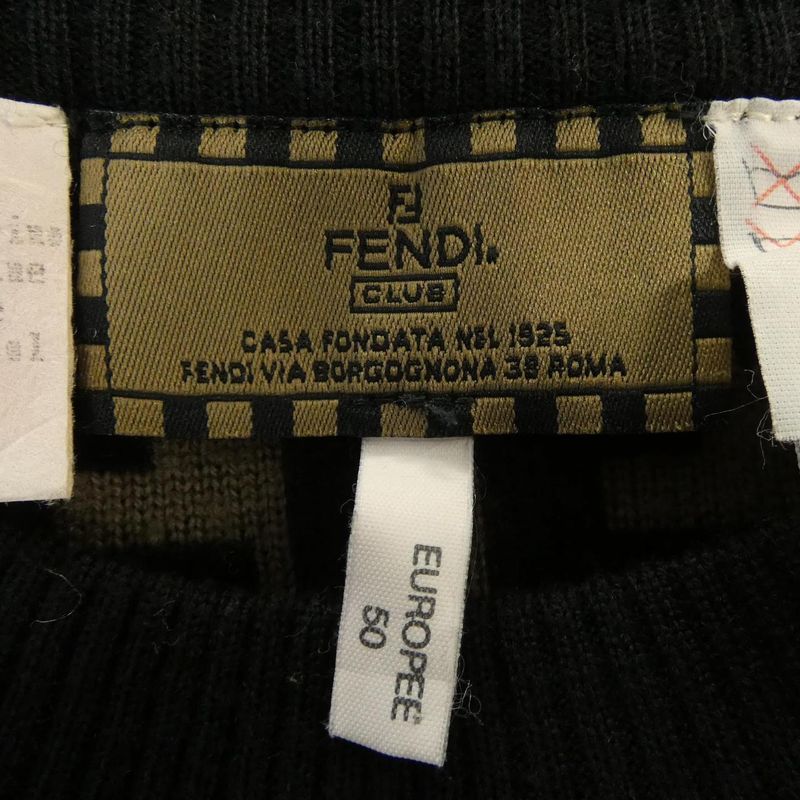 FENDI
CLUB
CASA FONDATA NEL 1925
FENDI VIA BORGOGNONA 38 ROMA
EUROPEE
50